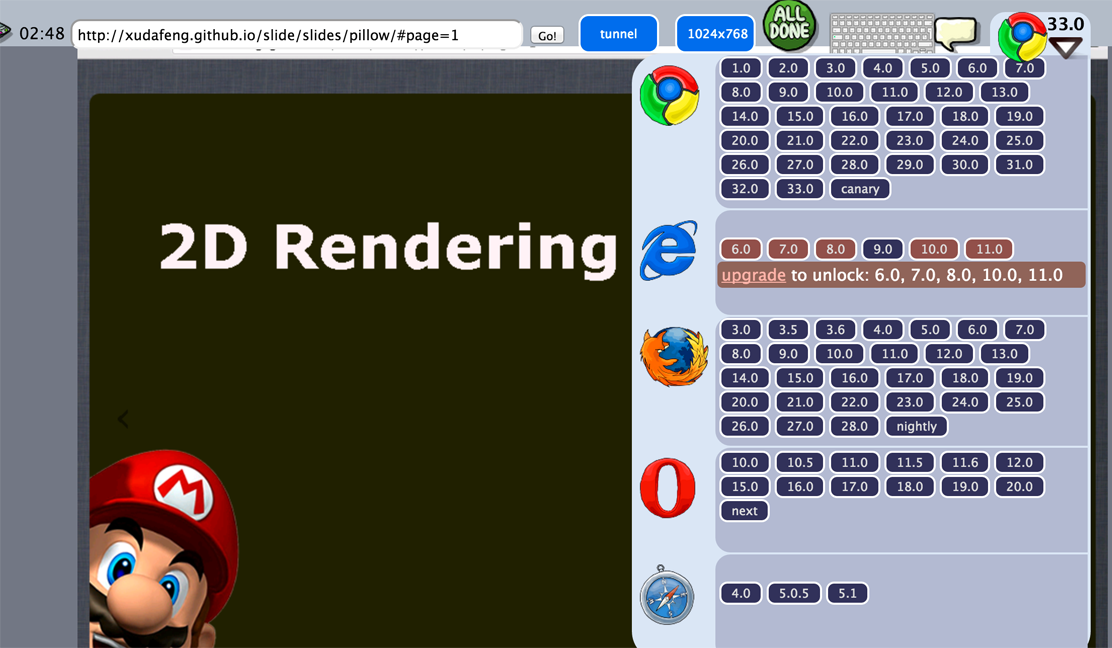 02:48 http://xudafeng.github.io/slide/slides/pillow/#page=1 Go! tunnel 1024x768 ALL DONE 33.0
1.0 2.0 3.0 4.0 5.0 6.0 7.0
8.0 9.0 10.0 11.0 12.0 13.0
14.0 15.0 16.0 17.0 18.0 19.0
20.0 21.0 22.0 23.0 24.0 25.0
26.0 27.0 28.0 29.0 30.0 31.0
32.0 33.0 canary
2D Rendering
6.0 7.0 8.0 9.0 10.0 11.0
upgrade to unlock: 6.0, 7.0, 8.0, 10.0, 11.0
3.0 3.5 3.6 4.0 5.0 6.0 7.0
8.0 9.0 10.0 11.0 12.0 13.0
14.0 15.0 16.0 17.0 18.0 19.0
20.0 21.0 22.0 23.0 24.0 25.0
26.0 27.0 28.0 nightly
10.0 10.5 11.0 11.5 11.6 12.0
15.0 16.0 17.0 18.0 19.0 20.0
next
M
4.0 5.0.5 5.1